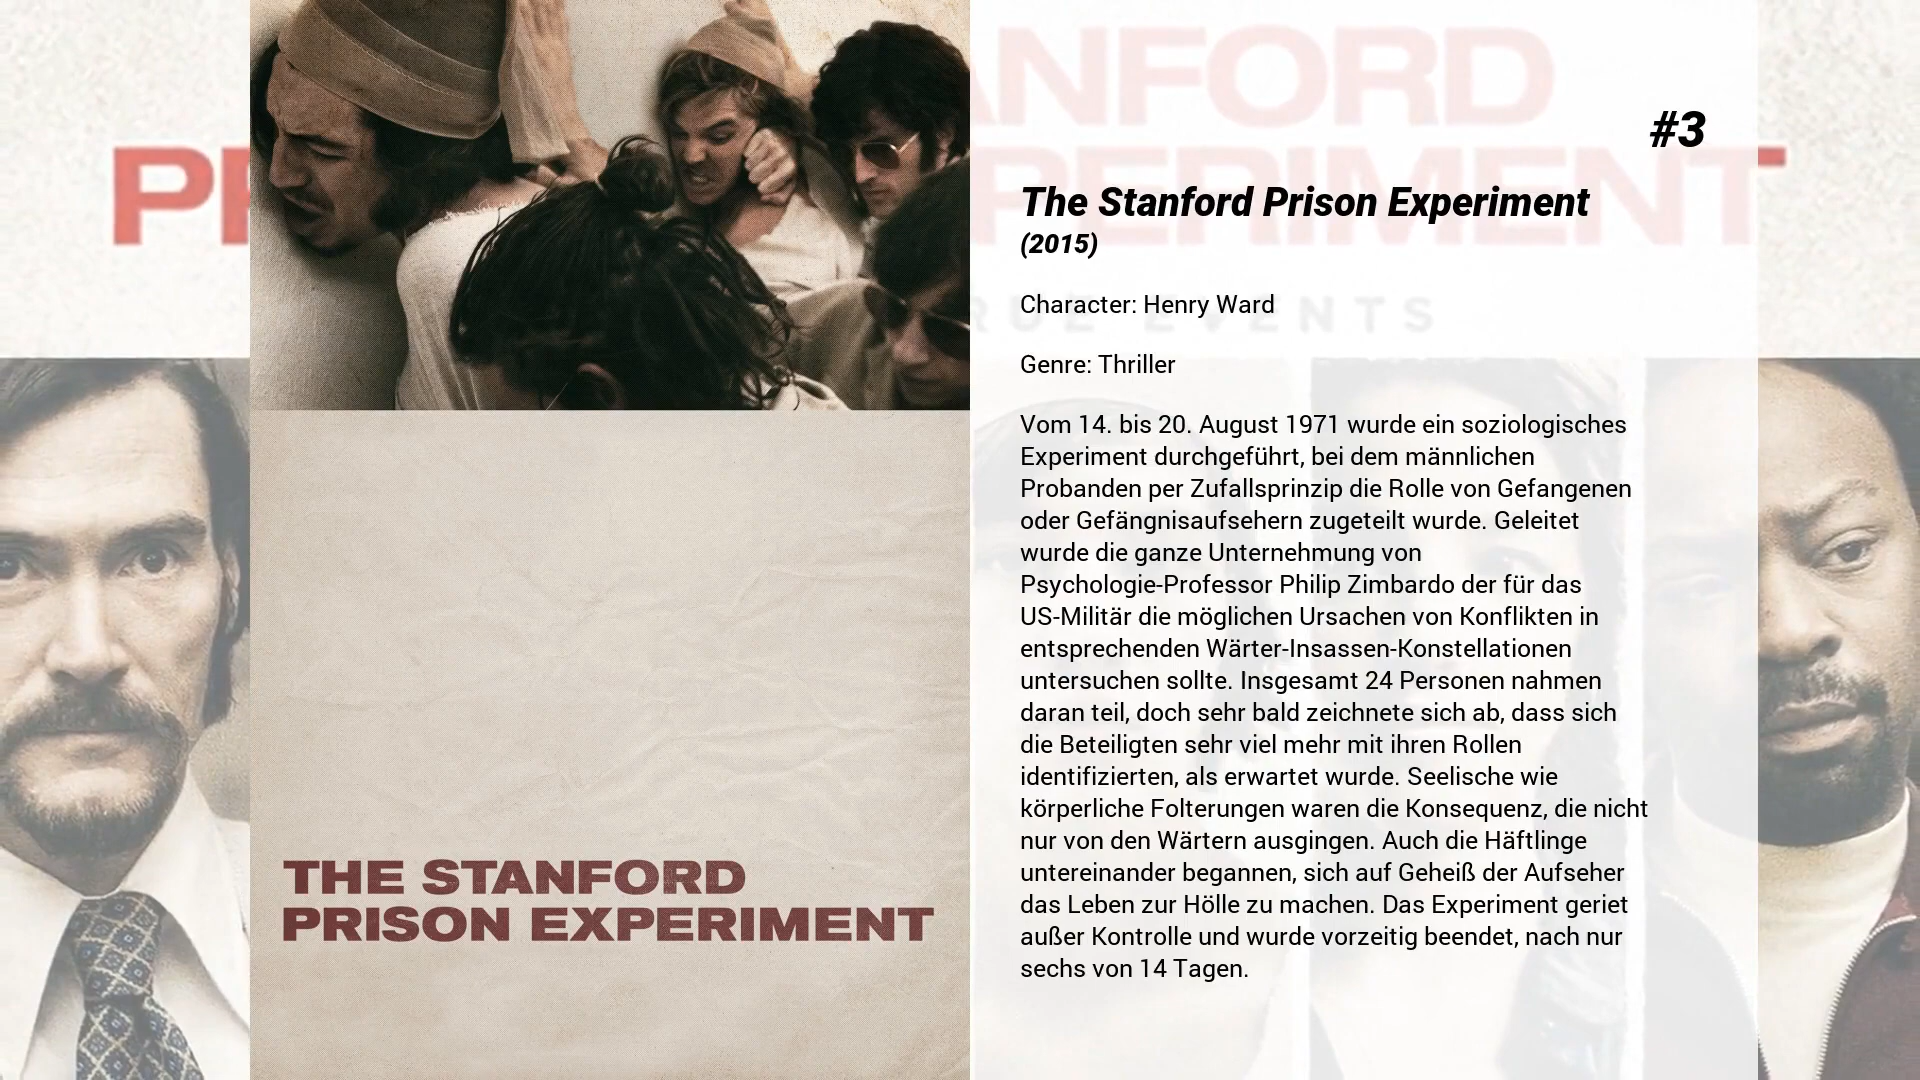 ANFORD
#3
PERIMENT
The Stanford Prison Experiment
(2015)
Character: Henry Ward
EVENTS
Genre: Thriller
Vom 14. bis 20. August 1971 wurde ein soziologisches
Experiment durchgeführt, bei dem männlichen
Probanden per Zufallsprinzip die Rolle von Gefangenen
oder Gefängnisaufsehern zugeteilt wurde. Geleitet
wurde die ganze Unternehmung von
Psychologie-Professor Philip Zimbardo der für das
US-Militär die möglichen Ursachen von Konflikten in
entsprechenden Wärter-Insassen-Konstellationen
untersuchen sollte. Insgesamt 24 Personen nahmen
daran teil, doch sehr bald zeichnete sich ab, dass sich
die Beteiligten sehr viel mehr mit ihren Rollen
identifizierten, als erwartet wurde. Seelische wie
körperliche Folterungen waren die Konsequenz, die nicht
nur von den Wärtern ausgingen. Auch die Häftlinge
untereinander begannen, sich auf Geheiß der Aufseher
das Leben zur Hölle zu machen. Das Experiment geriet
außer Kontrolle und wurde vorzeitig beendet, nach nur
sechs von 14 Tagen.
THE STANFORD
PRISON EXPERIMENT